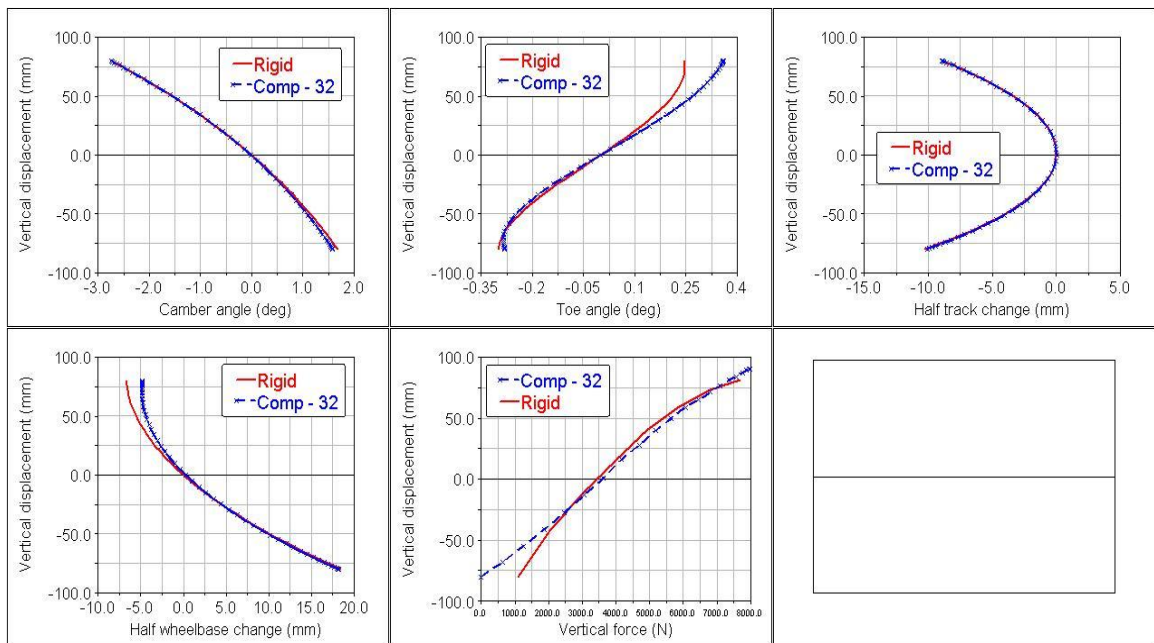 100.0
50.0
0.0
-50.0
-100.0
Vertical displacement (mm)
Rigid
Comp - 32
-3.0 -2.0 -1.0 0.0 1.0 2.0
Camber angle (deg)
100.0
50.0
0.0
-50.0
-100.0
Vertical displacement (mm)
Rigid
Comp - 32
-0.35 -0.2 -0.05 0.1 0.25 0.4
Toe angle (deg)
100.0
50.0
0.0
-50.0
-100.0
Vertical displacement (mm)
Rigid
Comp - 32
-15.0 -10.0 -5.0 0.0 5.0
Half track change (mm)
100.0
50.0
0.0
-50.0
-100.0
Vertical displacement (mm)
Rigid
Comp - 32
-10.0 -5.0 0.0 5.0 10.0 15.0 20.0
Half wheelbase change (mm)
100.0
50.0
0.0
-50.0
-100.0
Vertical displacement (mm)
Comp - 32
Rigid
0.0 1000.0 2000.0 3000.0 4000.0 5000.0 6000.0 7000.0 8000.0
Vertical force (N)